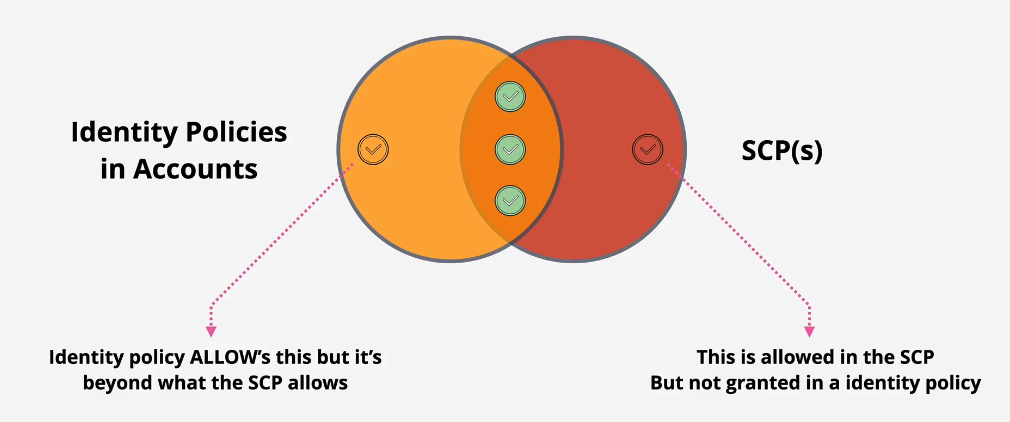 Identity Policies
in Accounts
SCP(s)
Identity policy ALLOW's this but it's
beyond what the SCP allows
This is allowed in the SCP
But not granted in a identity policy